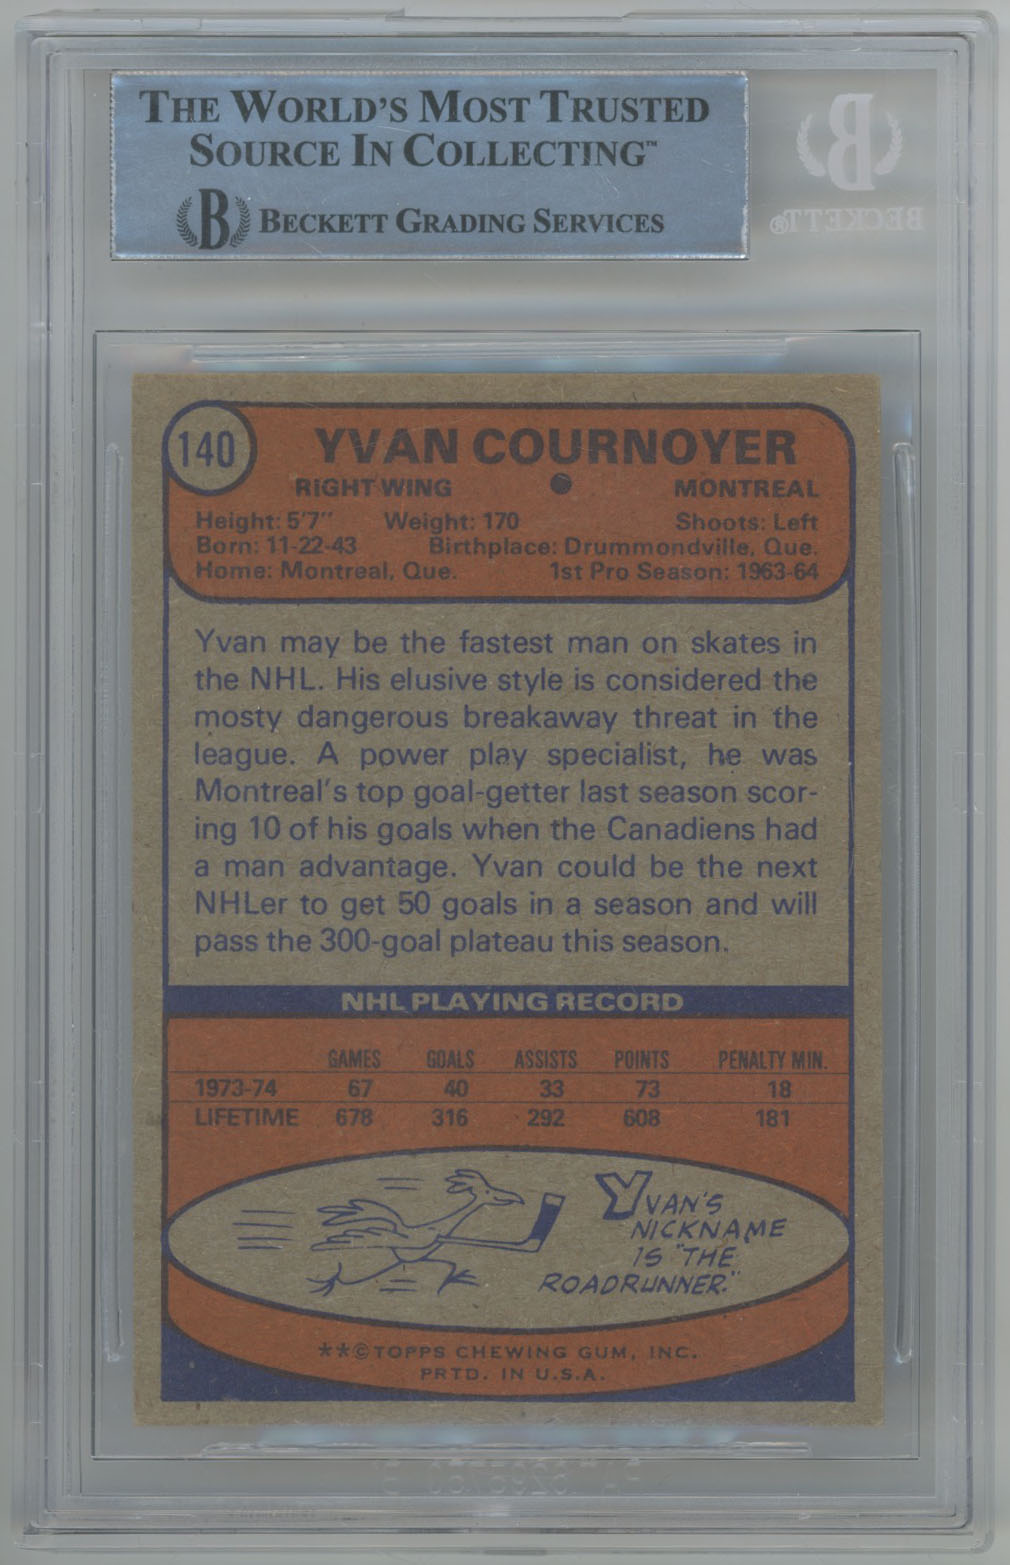 THE WORLD'S MOST TRUSTED
SOURCE IN COLLECTING™
B BECKETT GRADING SERVICES
B
BECKETT®
140
YVAN COURNOYER
RIGHT WING ● MONTREAL
Height: 5'7" Weight: 170 Shoots: Left
Born: 11-22-43 Birthplace: Drummondville, Que.
Home: Montreal, Que. 1st Pro Season: 1963-64
Yvan may be the fastest man on skates in
the NHL. His elusive style is considered the
mosty dangerous breakaway threat in the
league. A power play specialist, he was
Montreal's top goal-getter last season scor-
ing 10 of his goals when the Canadiens had
a man advantage. Yvan could be the next
NHLer to get 50 goals in a season and will
pass the 300-goal plateau this season.
NHL PLAYING RECORD
GAMES GOALS ASSISTS POINTS PENALTY MIN.
1973-74 67 40 33 73 18
LIFETIME 678 316 292 608 181
YVAN'S
NICKNAME
IS "THE
ROADRUNNER."
**©TOPPS CHEWING GUM, INC.
PRTD. IN U.S.A.